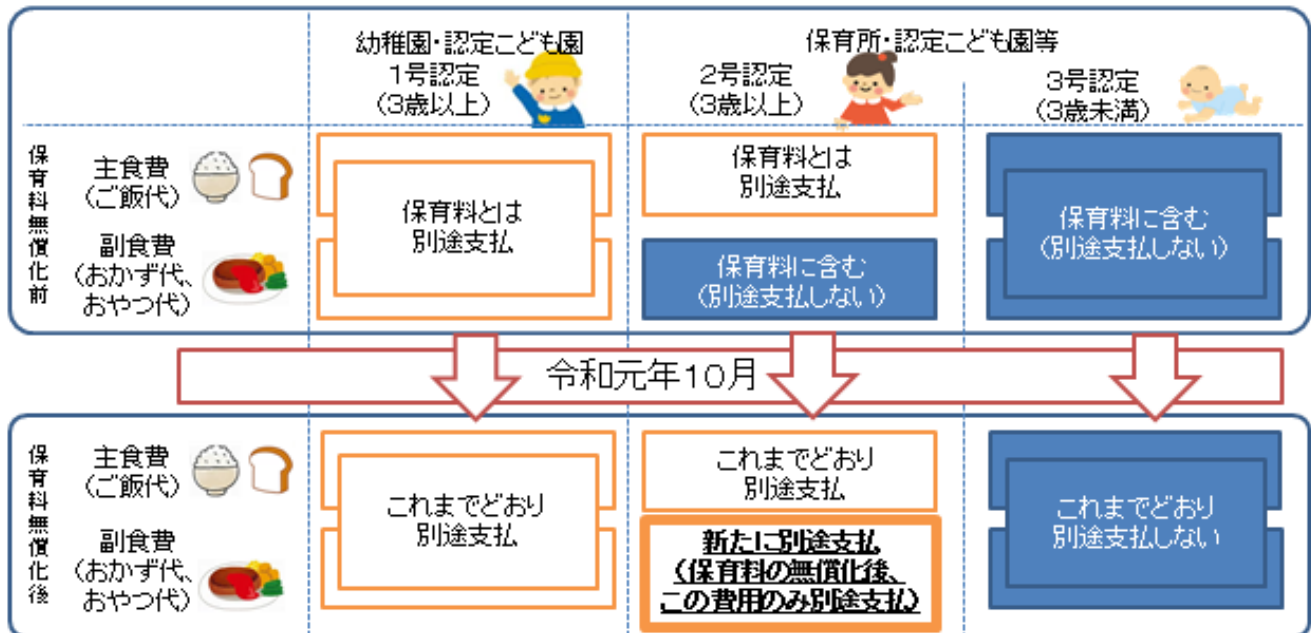 幼稚園・認定こども園
1号認定
(3歳以上)
保育所・認定こども園等
2号認定
(3歳以上)
3号認定
(3歳未満)
保育料無償化前
主食費
(ご飯代)
副食費
(おかず代、
おやつ代)
保育料とは
別途支払
保育料とは
別途支払
保育料に含む
(別途支払しない)
保育料に含む
(別途支払しない)
令和元年10月
保育料無償化後
主食費
(ご飯代)
副食費
(おかず代、
おやつ代)
これまでどおり
別途支払
これまでどおり
別途支払
新たに別途支払
(保育料の無償化後、
この費用のみ別途支払)
これまでどおり
別途支払しない